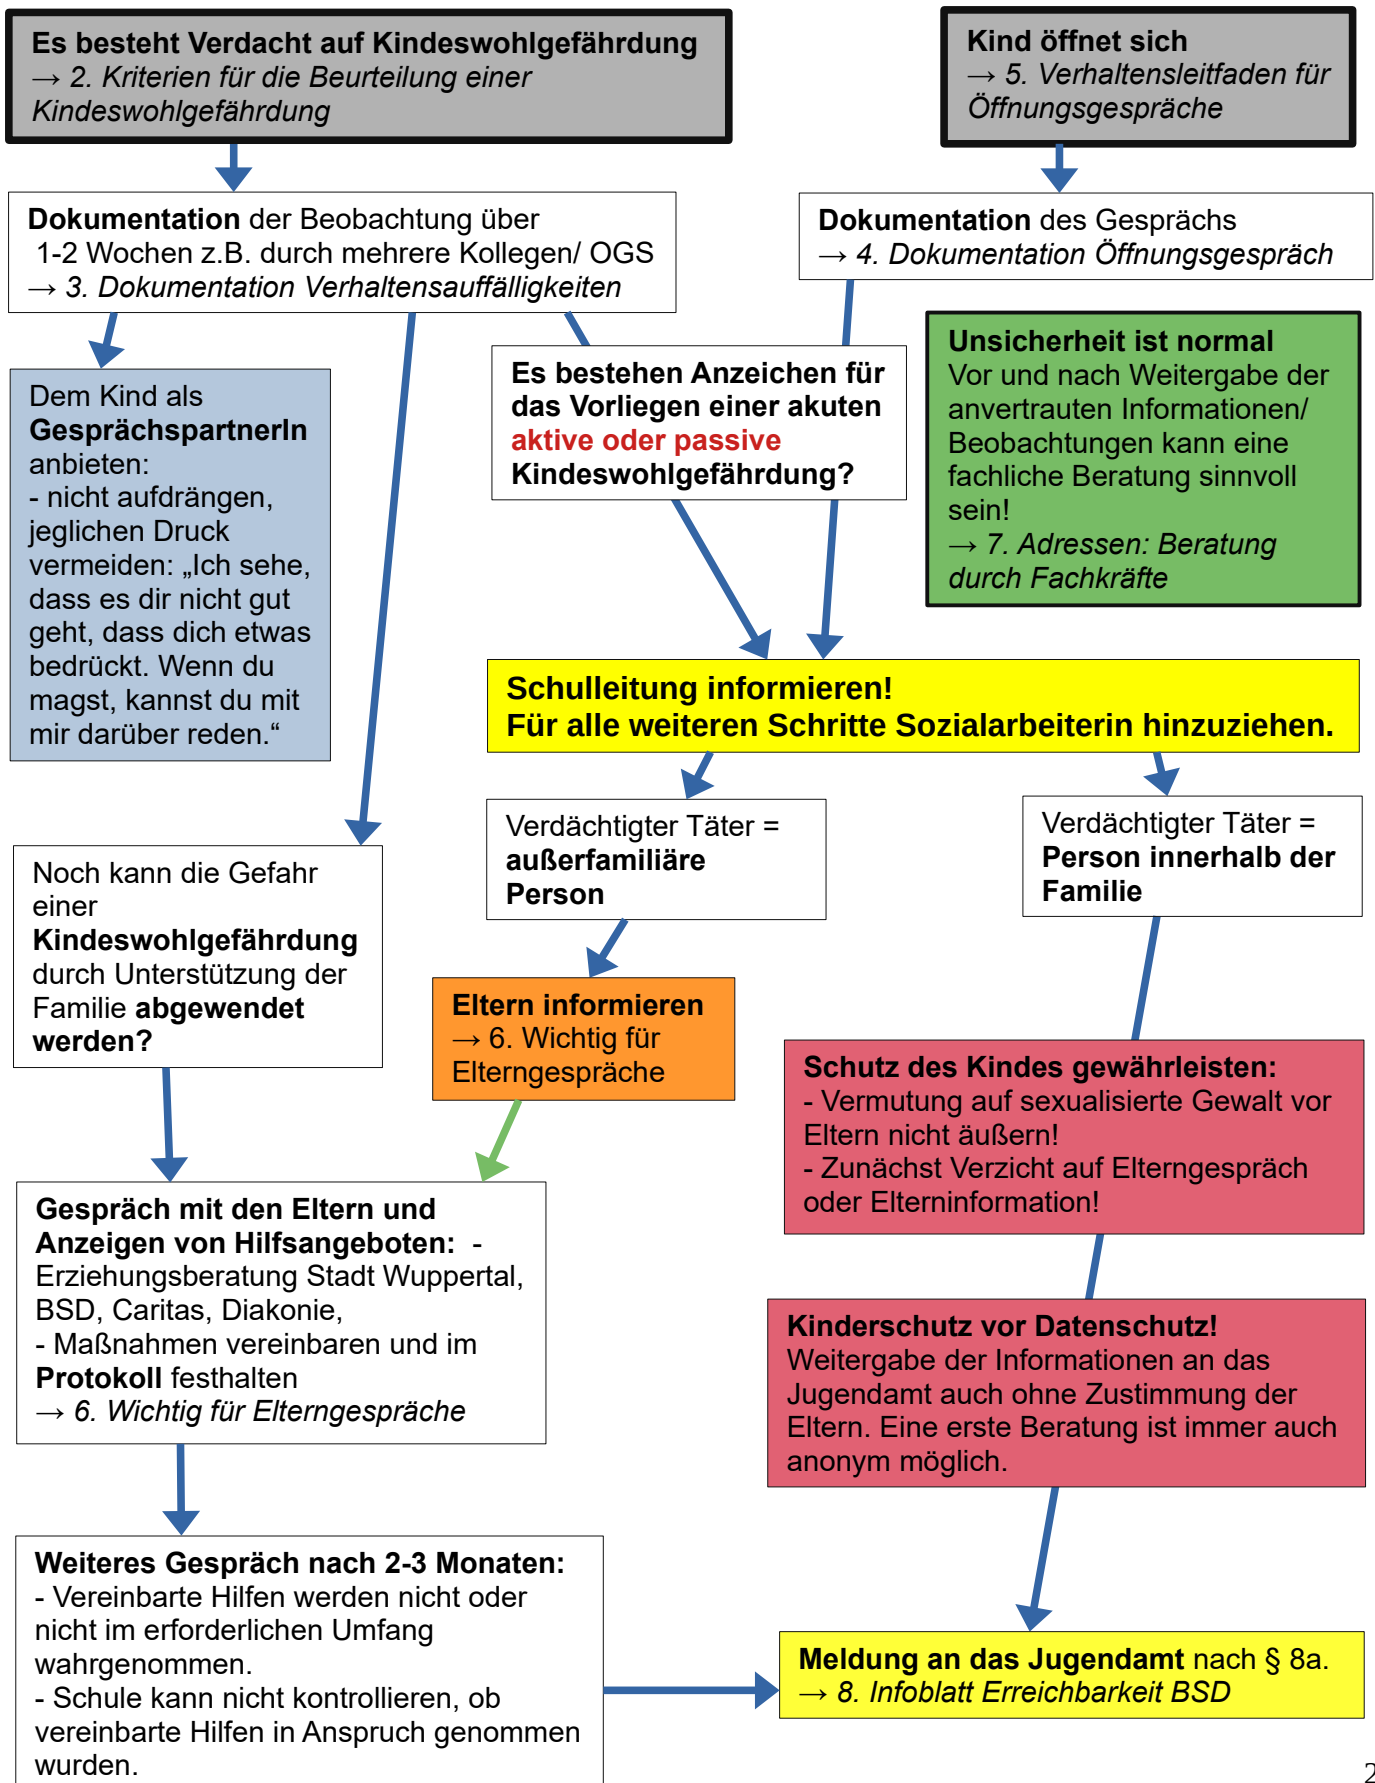 Es besteht Verdacht auf Kindeswohlgefährdung
→ 2. Kriterien für die Beurteilung einer
Kindeswohlgefährdung
Kind öffnet sich
→ 5. Verhaltensleitfaden für
Öffnungsgespräche
Dokumentation der Beobachtung über
1-2 Wochen z.B. durch mehrere Kollegen/ OGS
→ 3. Dokumentation Verhaltensauffälligkeiten
Dokumentation des Gesprächs
→ 4. Dokumentation Öffnungsgespräch
Dem Kind als
GesprächspartnerIn
anbieten:
- nicht aufdrängen,
jeglichen Druck
vermeiden: „Ich sehe,
dass es dir nicht gut
geht, dass dich etwas
bedrückt. Wenn du
magst, kannst du mit
mir darüber reden.“
Es bestehen Anzeichen für
das Vorliegen einer akuten
aktive oder passive
Kindeswohlgefährdung?
Unsicherheit ist normal
Vor und nach Weitergabe der
anvertrauten Informationen/
Beobachtungen kann eine
fachliche Beratung sinnvoll
sein!
→ 7. Adressen: Beratung
durch Fachkräfte
Schulleitung informieren!
Für alle weiteren Schritte Sozialarbeiterin hinzuziehen.
Verdächtigter Täter =
außerfamiliäre
Person
Verdächtigter Täter =
Person innerhalb der
Familie
Noch kann die Gefahr
einer
Kindeswohlgefährdung
durch Unterstützung der
Familie abgewendet
werden?
Eltern informieren
→ 6. Wichtig für
Elterngespräche
Schutz des Kindes gewährleisten:
- Vermutung auf sexualisierte Gewalt vor
Eltern nicht äußern!
- Zunächst Verzicht auf Elterngespräch
oder Elterninformation!
Gespräch mit den Eltern und
Anzeigen von Hilfsangeboten: -
Erziehungsberatung Stadt Wuppertal,
BSD, Caritas, Diakonie,
- Maßnahmen vereinbaren und im
Protokoll festhalten
→ 6. Wichtig für Elterngespräche
Kinderschutz vor Datenschutz!
Weitergabe der Informationen an das
Jugendamt auch ohne Zustimmung der
Eltern. Eine erste Beratung ist immer auch
anonym möglich.
Weiteres Gespräch nach 2-3 Monaten:
- Vereinbarte Hilfen werden nicht oder
nicht im erforderlichen Umfang
wahrgenommen.
- Schule kann nicht kontrollieren, ob
vereinbarte Hilfen in Anspruch genommen
wurden.
Meldung an das Jugendamt nach § 8a.
→ 8. Infoblatt Erreichbarkeit BSD
2